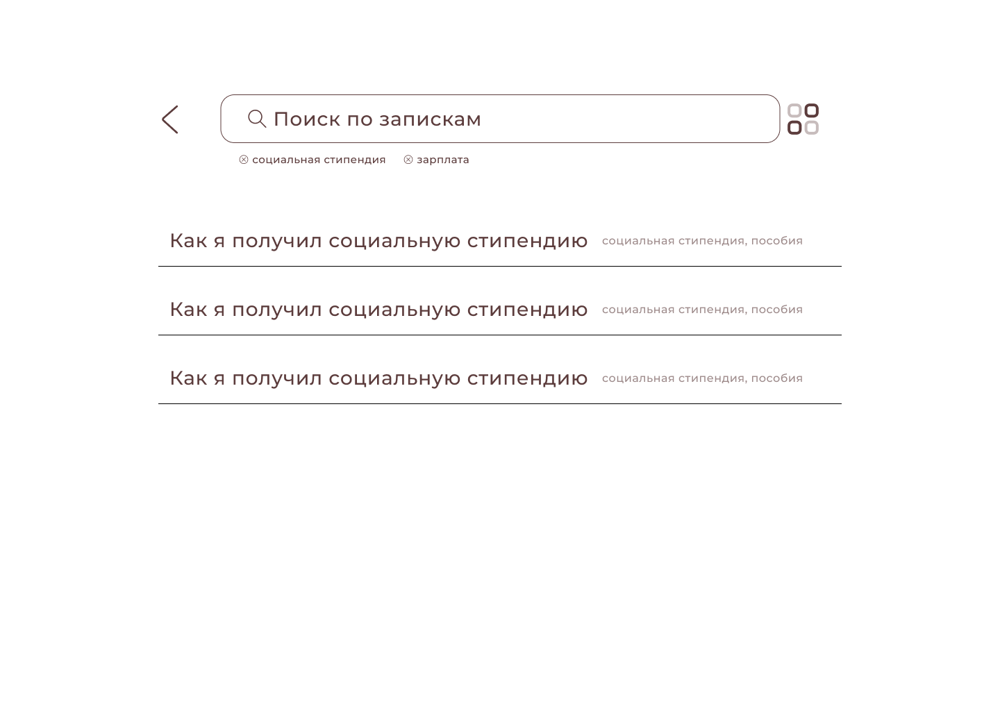 Поиск по запискам
социальная стипендия зарплата
Как я получил социальную стипендию социальная стипендия, пособия
Как я получил социальную стипендию социальная стипендия, пособия
Как я получил социальную стипендию социальная стипендия, пособия